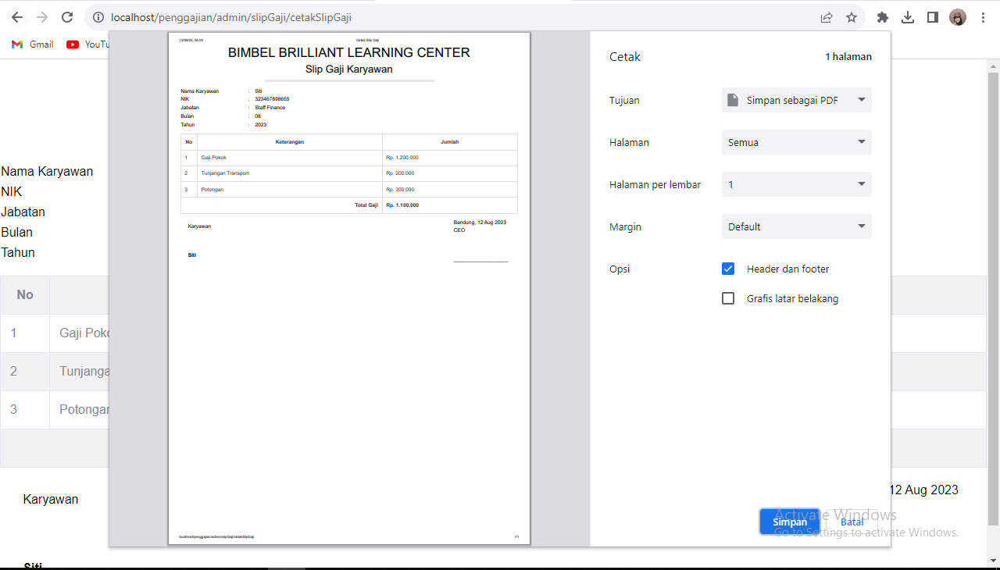 localhost/penggajian/admin/slipGaji/cetakSlipGaji
Gmail
YouTu
Nama Karyawan
NIK
Jabatan
Bulan
Tahun
No
1 Gaji Poko
2 Tunjanga
3 Potongan
Karyawan
12 Aug 2023
Siti
12/08/23, 05.03 Cetak Slip Gaji
BIMBEL BRILLIANT LEARNING CENTER
Slip Gaji Karyawan
Nama Karyawan : Siti
NIK : 323467898655
Jabatan : Staff Finance
Bulan : 08
Tahun : 2023
No Keterangan Jumlah
1 Gaji Pokok Rp. 1.200.000
2 Tunjangan Transport Rp. 200.000
3 Potongan Rp. 300.000
Total Gaji Rp. 1.100.000
Karyawan
Bandung, 12 Aug 2023
CEO
Siti
localhost/penggajian/admin/slipGaji/cetakSlipGaji 1/1
Cetak 1 halaman
Tujuan Simpan sebagai PDF
Halaman Semua
Halaman per lembar 1
Margin Default
Opsi Header dan footer
Grafis latar belakang
Simpan Batal
Activate Windows
Go to Settings to activate Windows.